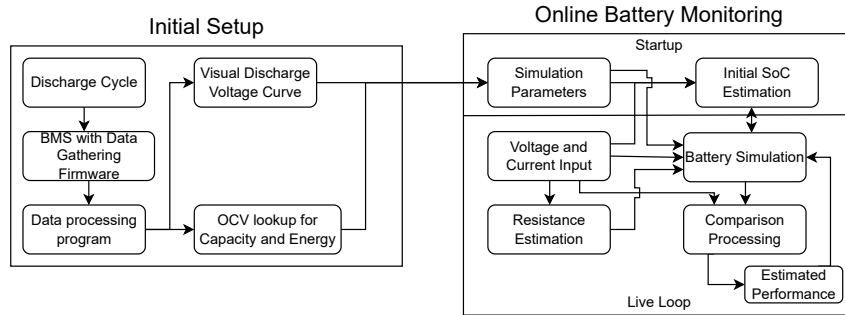 Initial Setup
Discharge Cycle
BMS with Data
Gathering
Firmware
Data processing
program
Visual Discharge
Voltage Curve
OCV lookup for
Capacity and Energy
Online Battery Monitoring
Startup
Simulation
Parameters
Initial SoC
Estimation
Voltage and
Current Input
Battery Simulation
Resistance
Estimation
Comparison
Processing
Estimated
Performance
Live Loop